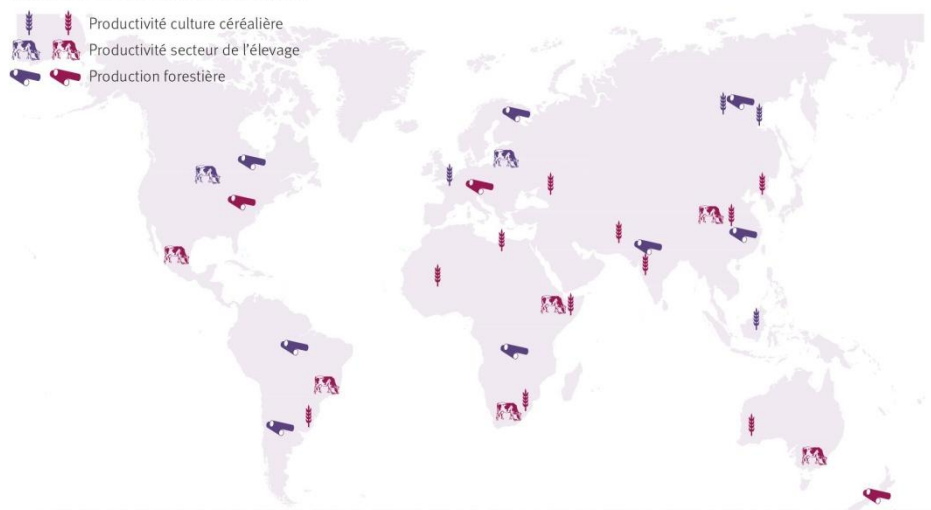 Productivité culture céréalière
Productivité secteur de l'élevage
Production forestière